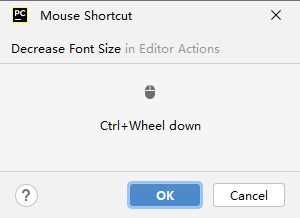 PC Mouse Shortcut
Decrease Font Size in Editor Actions
Ctrl+Wheel down
? OK Cancel